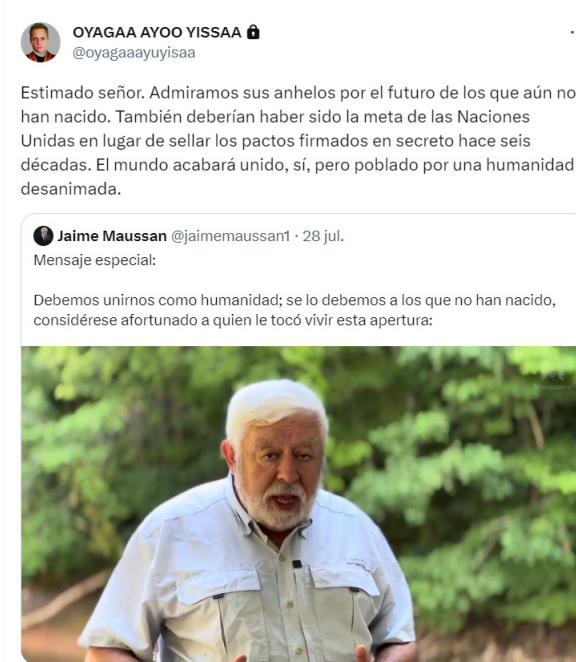 OYAGAA AYOO YISSAA
@oyagaaayuyisaa
Estimado señor. Admiramos sus anhelos por el futuro de los que aún no
han nacido. También deberían haber sido la meta de las Naciones
Unidas en lugar de sellar los pactos firmados en secreto hace seis
décadas. El mundo acabará unido, sí, pero poblado por una humanidad
desanimada.
Jaime Maussan @jaimemaussan1 · 28 jul.
Mensaje especial:
Debemos unirnos como humanidad; se lo debemos a los que no han nacido,
considérese afortunado a quien le tocó vivir esta apertura: